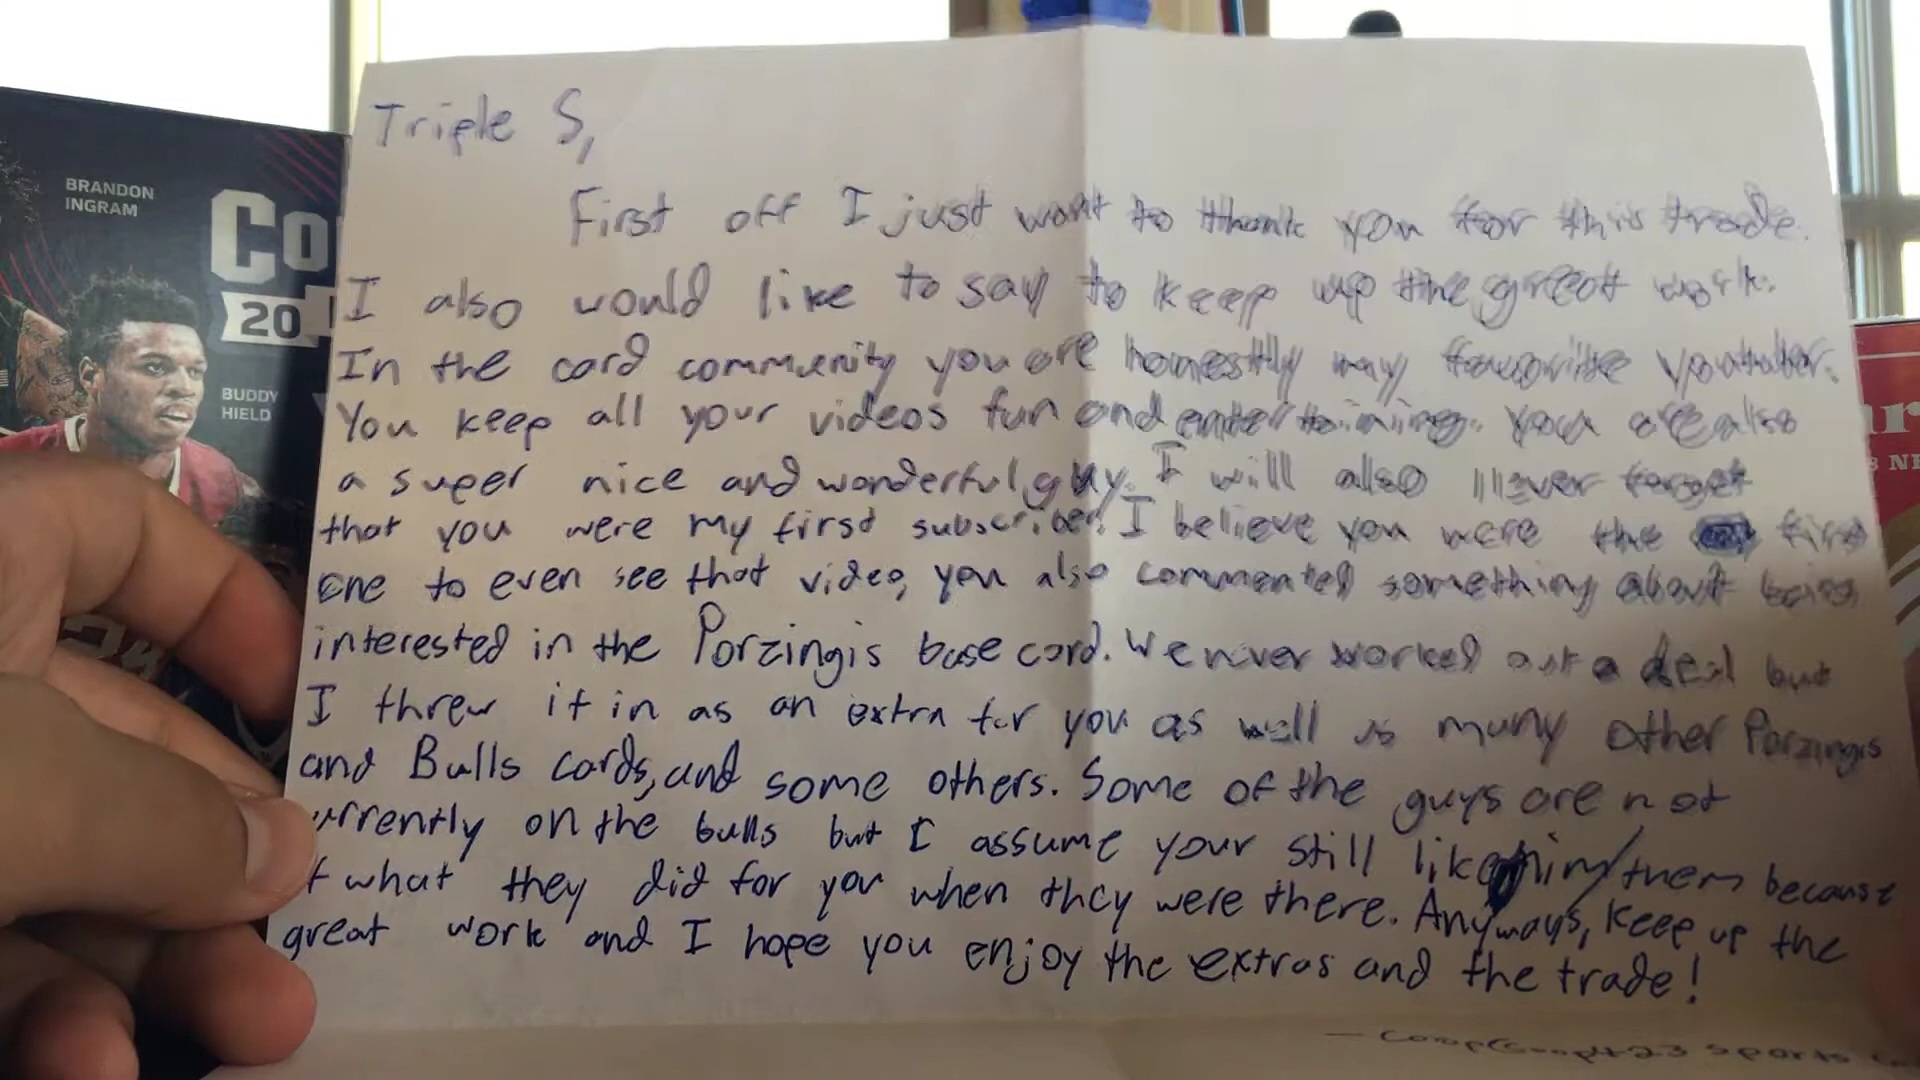 BRANDON
INGRAM
Co
20
BUDDY
HIELD
Triple S,
First off I just want to thank you for this trade.
I also would like to say to keep up the great work.
In the card community you are honestly my favorite youtuber.
You keep all your videos fun and entertaining. You are also
a super nice and wonderful guy. I will also never forget
that you were my first subscriber. I believe you were the first
one to even see that video, you also commented something about being
interested in the Porzingis base card. We never worked out a deal but
I threw it in as an extra for you as well as many other Porzingis
and Bulls cards, and some others. Some of the guys are not
urrently on the bulls but I assume your still like them because
f what they did for you when they were there. Anyways, keep up the
great work and I hope you enjoy the extras and the trade!
sports